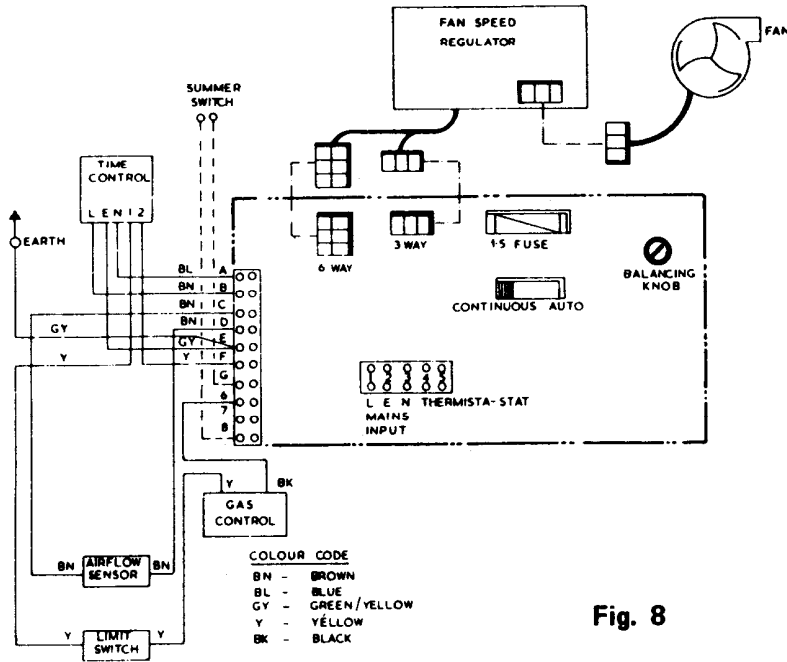 FAN SPEED
REGULATOR
FAN
SUMMER
SWITCH
TIME
CONTROL
L E N 1 2
EARTH
6 WAY
3 WAY
1·5 FUSE
BALANCING
KNOB
CONTINUOUS AUTO
BL A
BN B
BN C
BN D
GY E
GY
Y F
Y
G
6
7
8
1 2 3 4 5
L E N THERMISTA-STAT
MAINS
INPUT
Y BK
GAS
CONTROL
BN AIRFLOW BN
SENSOR
Y LIMIT Y
SWITCH
COLOUR CODE
BN - BROWN
BL - BLUE
GY - GREEN/YELLOW
Y - YÉLLOW
BK - BLACK
Fig. 8